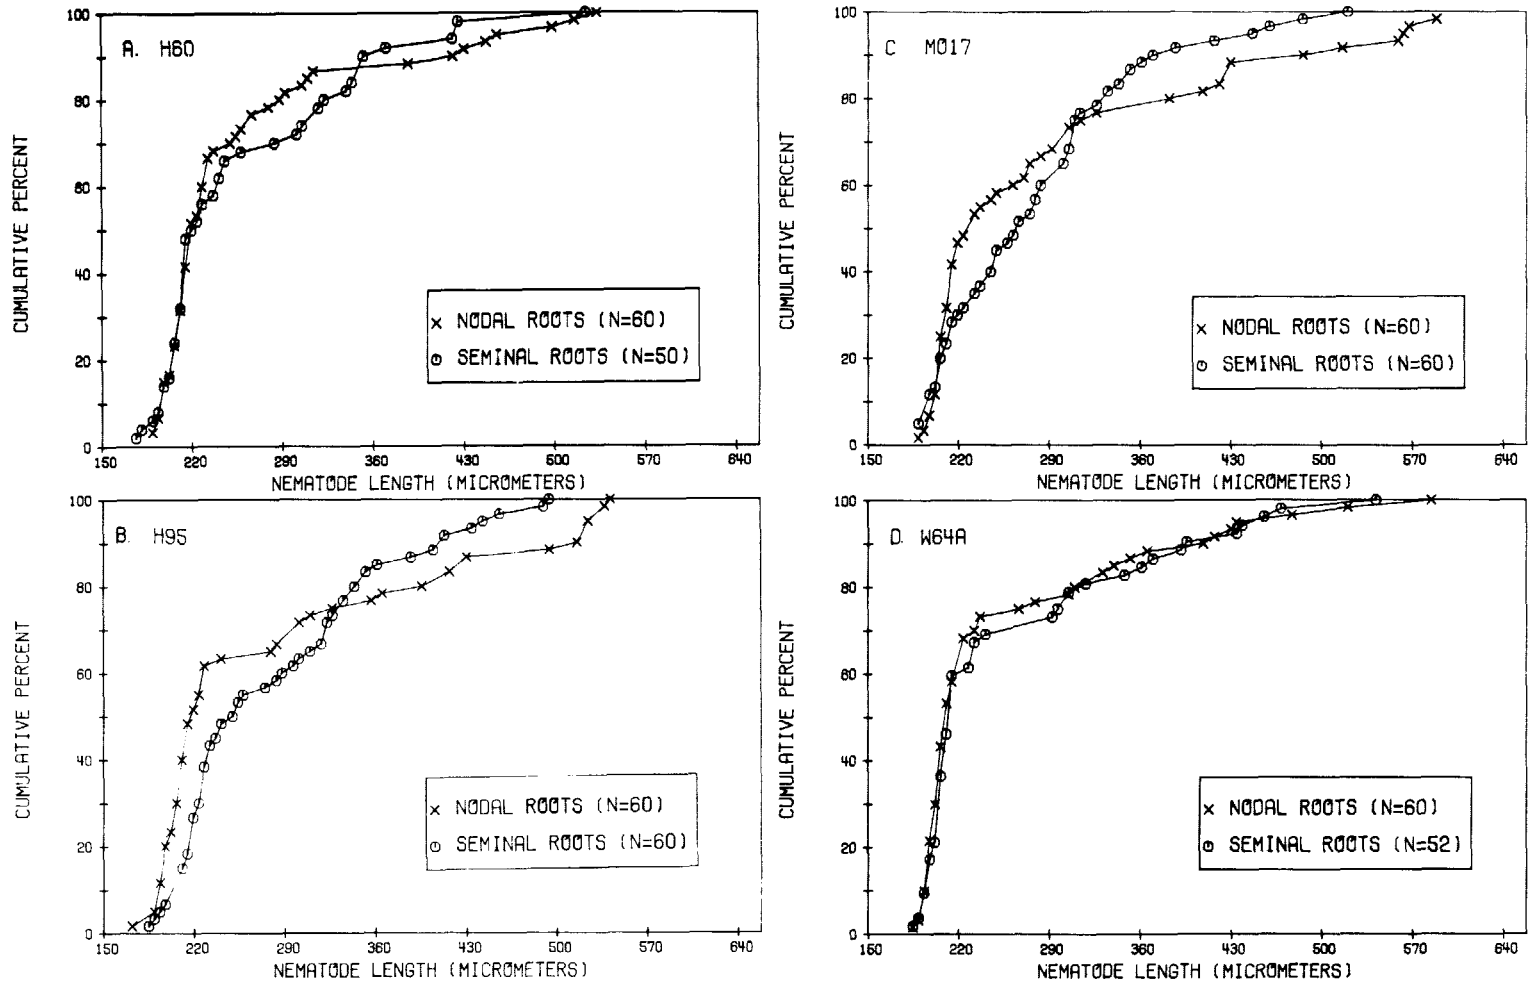 A. H60
CUMULATIVE PERCENT
100
80
60
40
20
0
× NODAL ROOTS (N=60)
SEMINAL ROOTS (N=50)
150 220 290 360 430 500 570 640
NEMATODE LENGTH (MICROMETERS)
B. H95
CUMULATIVE PERCENT
100
80
60
40
20
0
× NODAL ROOTS (N=60)
SEMINAL ROOTS (N=60)
150 220 290 360 430 500 570 640
NEMATODE LENGTH (MICROMETERS)
C MO17
CUMULATIVE PERCENT
100
80
60
40
20
0
× NODAL ROOTS (N=60)
SEMINAL ROOTS (N=60)
150 220 290 360 430 500 570 640
NEMATODE LENGTH (MICROMETERS)
D. W64A
CUMULATIVE PERCENT
100
80
60
40
20
0
× NODAL ROOTS (N=60)
SEMINAL ROOTS (N=52)
150 220 290 360 430 500 570 640
NEMATODE LENGTH (MICROMETERS)